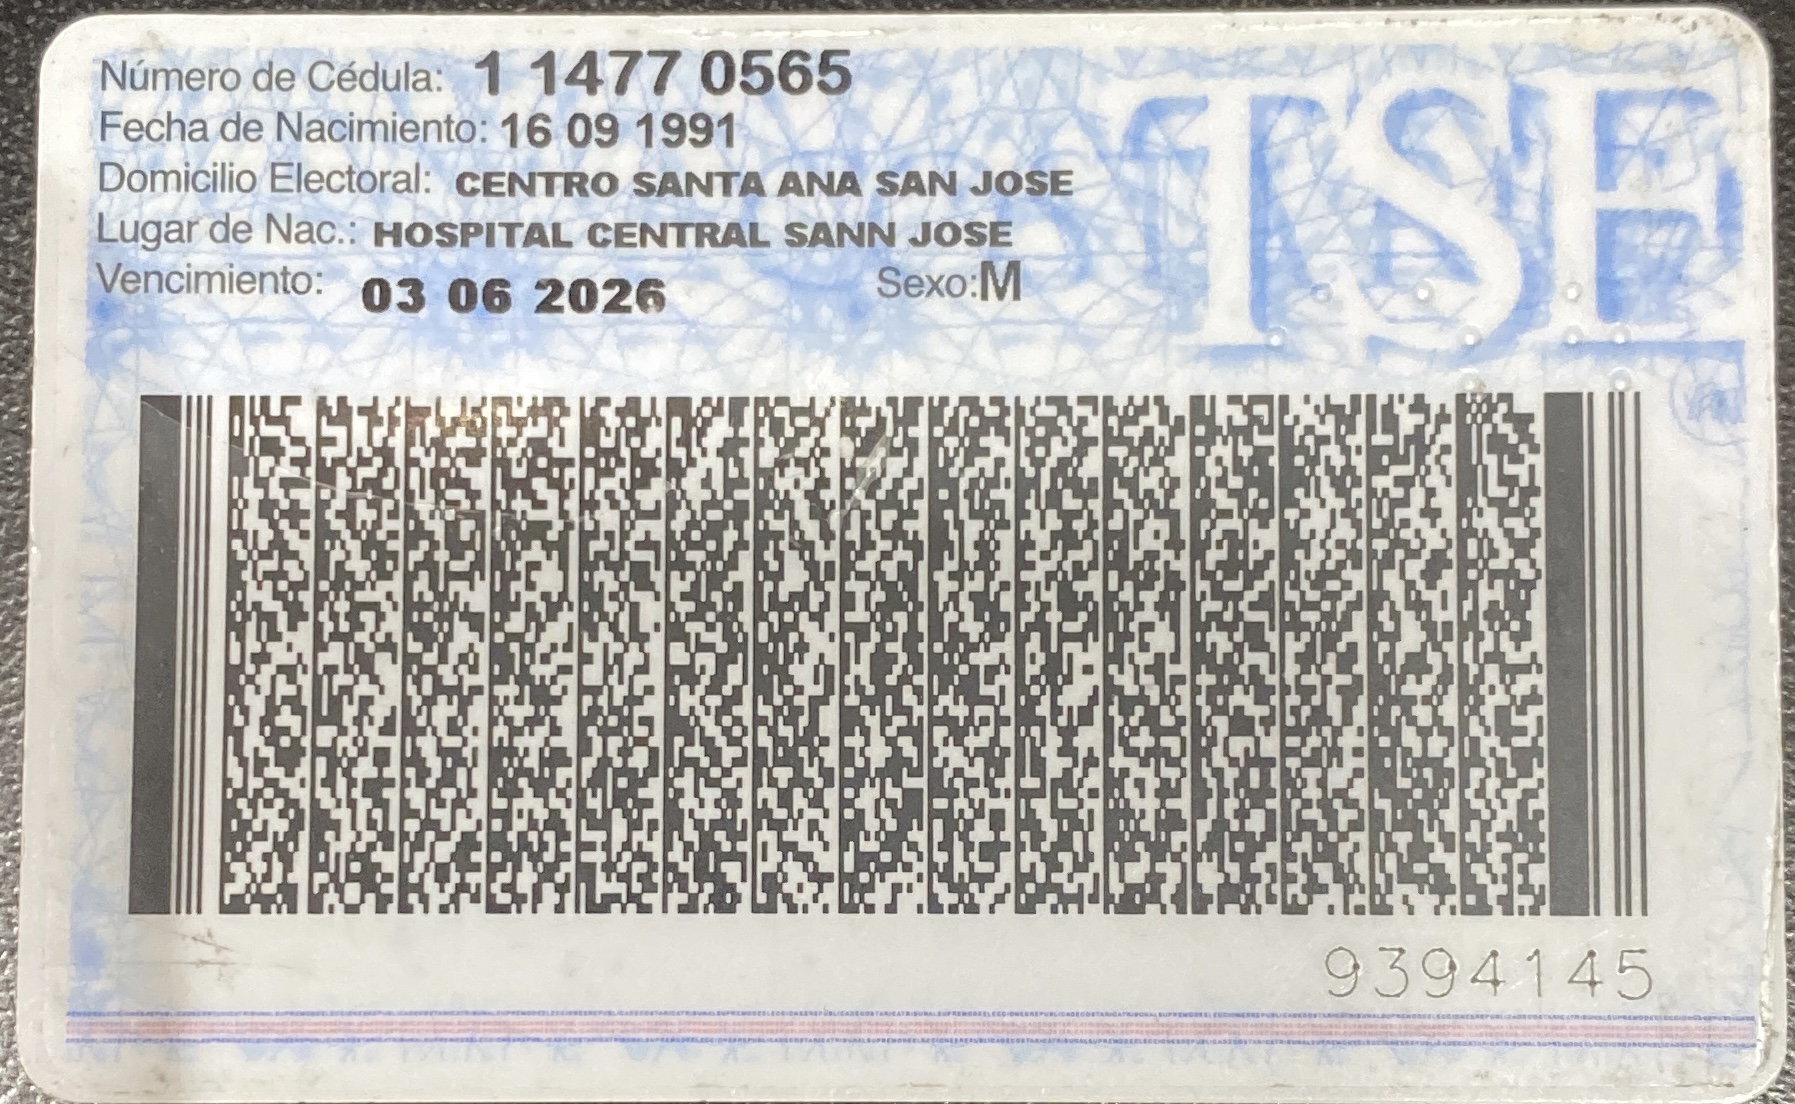 Número de Cédula: 1 1477 0565
Fecha de Nacimiento: 16 09 1991
Domicilio Electoral: CENTRO SANTA ANA SAN JOSE
Lugar de Nac.: HOSPITAL CENTRAL SANN JOSE
Vencimiento: 03 06 2026 Sexo: M
TSE
9394145